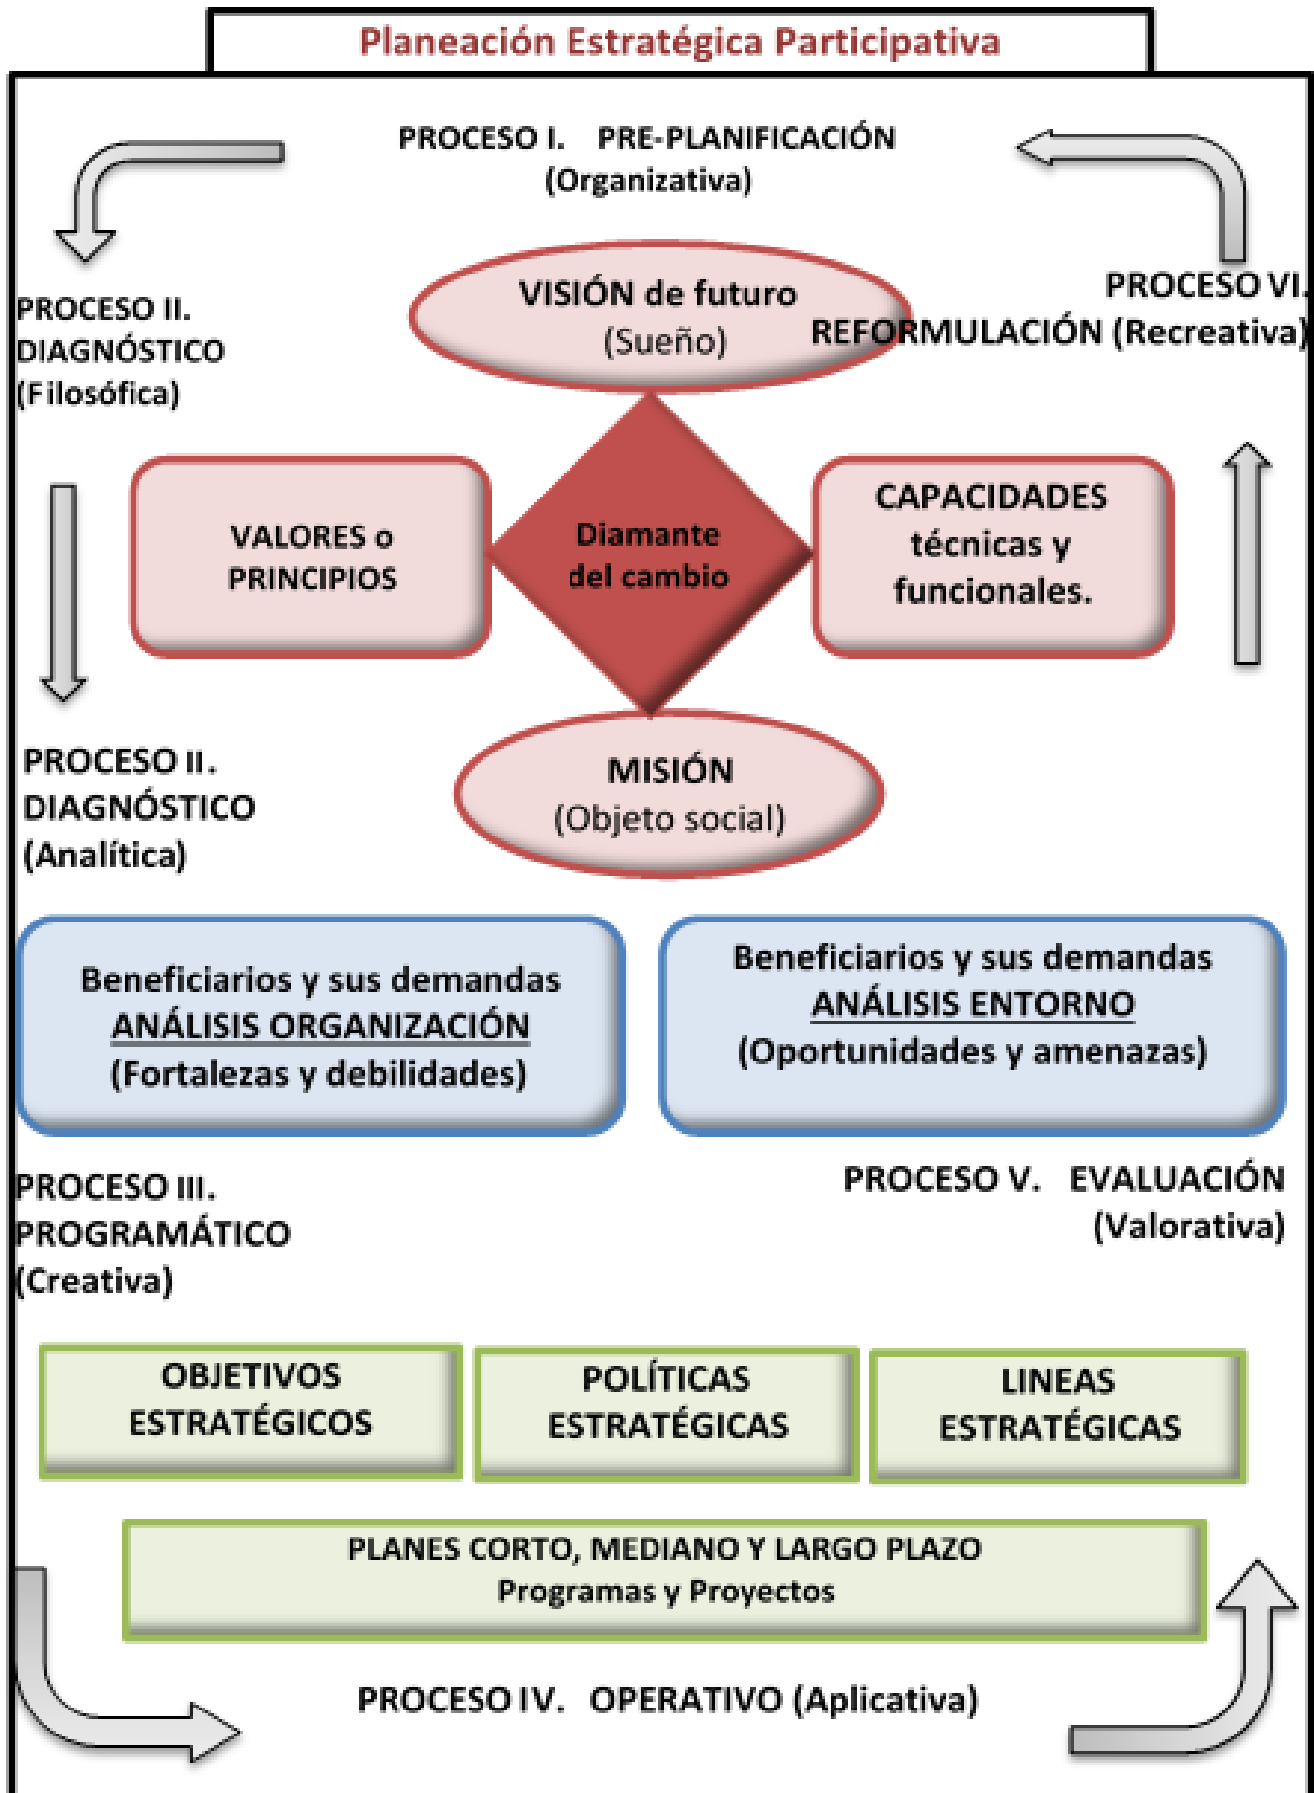 Planeación Estratégica Participativa
PROCESO I. PRE-PLANIFICACIÓN
(Organizativa)
PROCESO II.
DIAGNÓSTICO
(Filosófica)
VISIÓN de futuro
(Sueño)
PROCESO VI.
REFORMULACIÓN (Recreativa)
VALORES o
PRINCIPIOS
Diamante
del cambio
CAPACIDADES
técnicas y
funcionales.
PROCESO II.
DIAGNÓSTICO
(Analítica)
MISIÓN
(Objeto social)
Beneficiarios y sus demandas
ANÁLISIS ORGANIZACIÓN
(Fortalezas y debilidades)
Beneficiarios y sus demandas
ANÁLISIS ENTORNO
(Oportunidades y amenazas)
PROCESO III.
PROGRAMÁTICO
(Creativa)
PROCESO V. EVALUACIÓN
(Valorativa)
OBJETIVOS
ESTRATÉGICOS
POLÍTICAS
ESTRATÉGICAS
LINEAS
ESTRATÉGICAS
PLANES CORTO, MEDIANO Y LARGO PLAZO
Programas y Proyectos
PROCESO IV. OPERATIVO (Aplicativa)